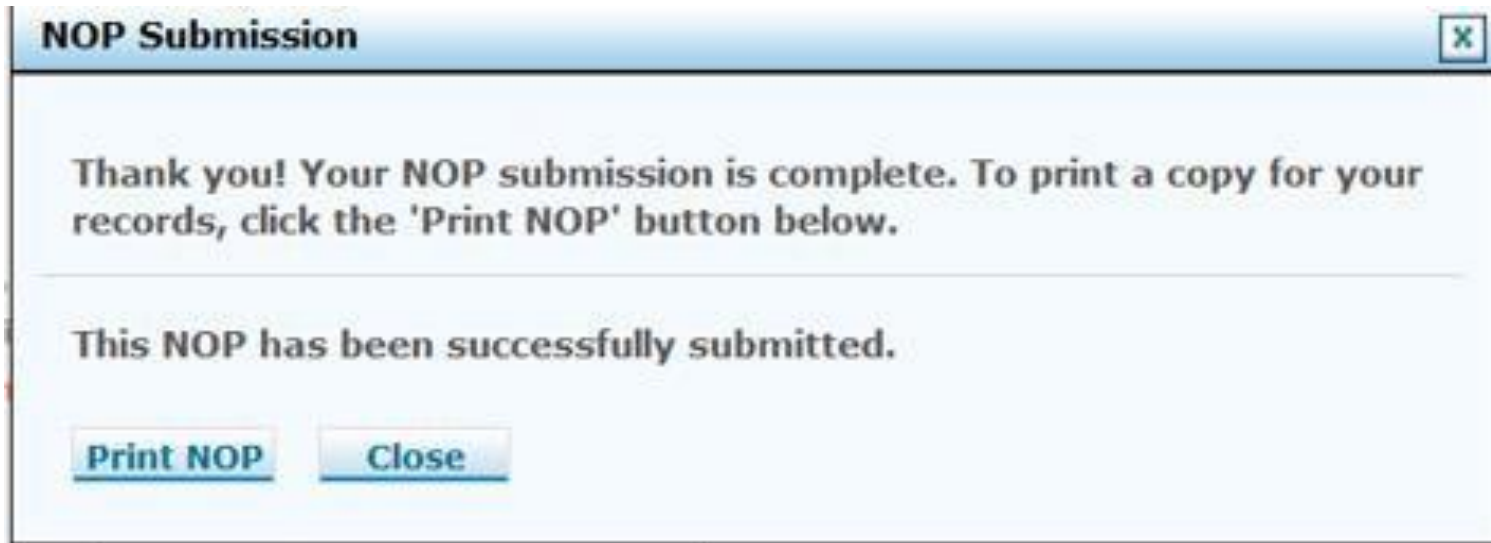 NOP Submission
Thank you! Your NOP submission is complete. To print a copy for your
records, click the 'Print NOP' button below.
This NOP has been successfully submitted.
Print NOP Close